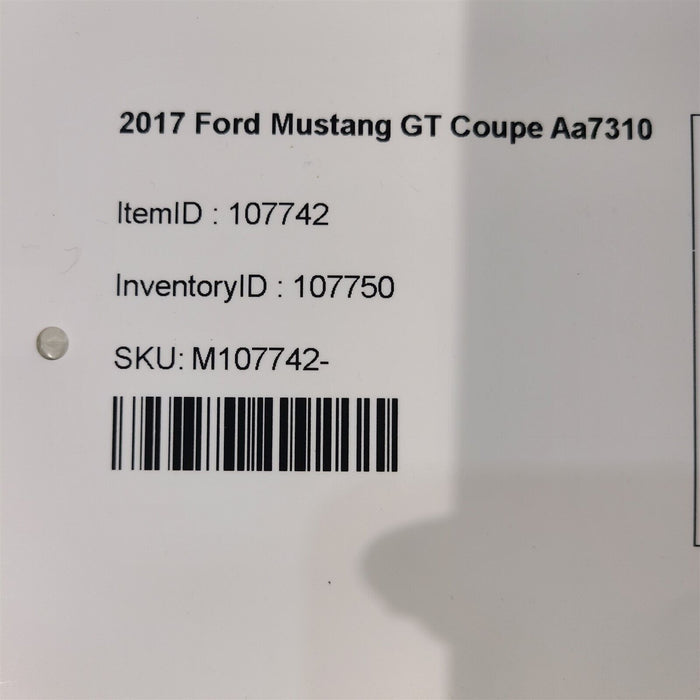 2017 Ford Mustang GT Coupe Aa7310
ItemID : 107742
InventoryID : 107750
SKU: M107742-